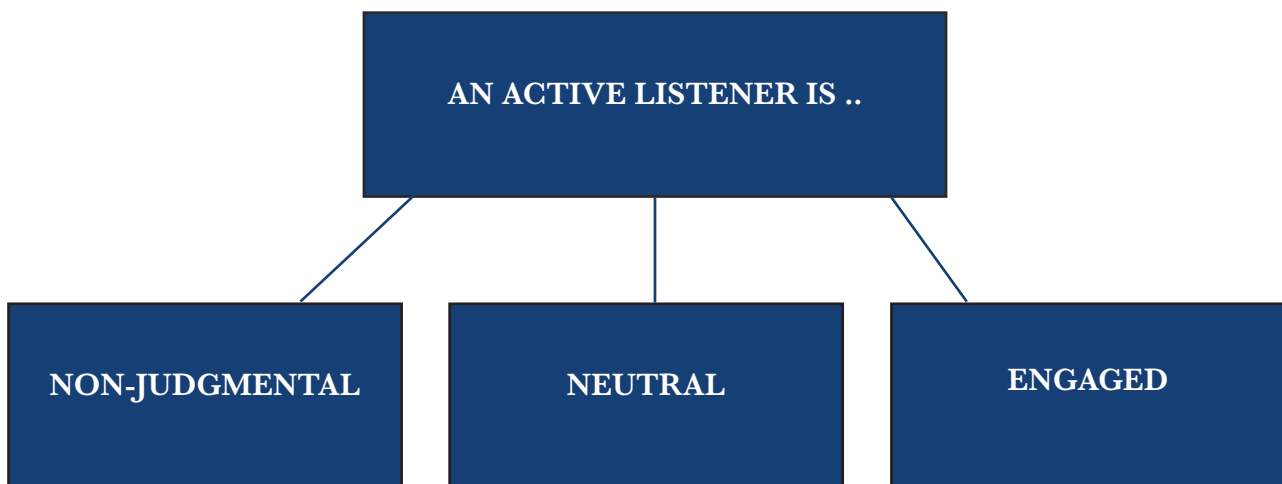 AN ACTIVE LISTENER IS ..
NON-JUDGMENTAL
NEUTRAL
ENGAGED